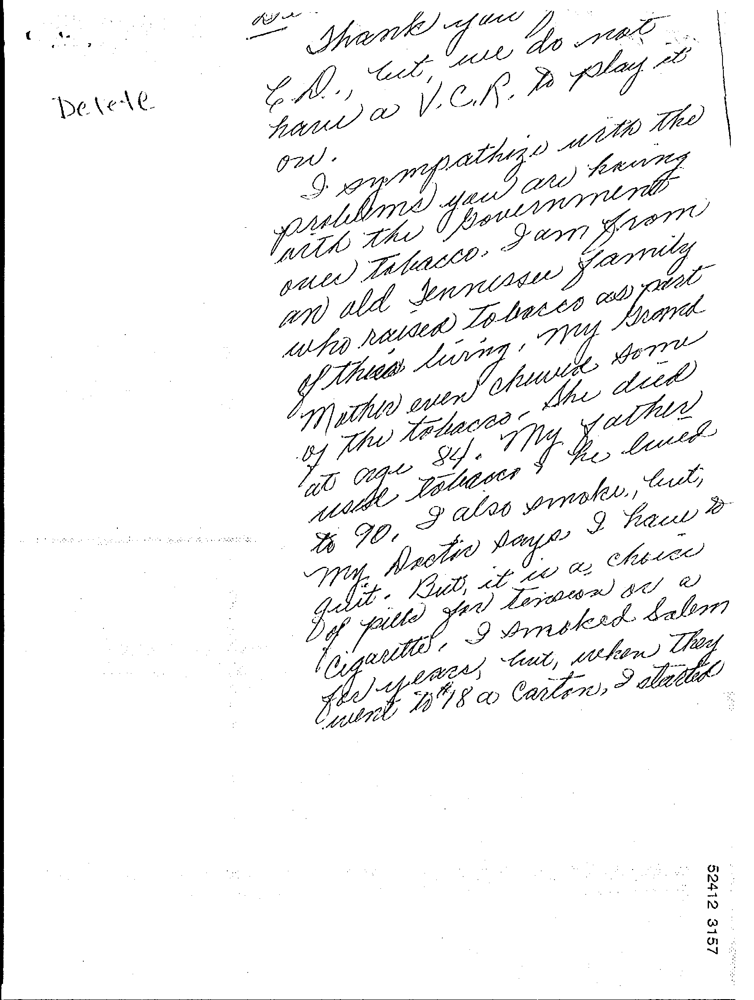 Delete
Thank you
C.D., but, we do not
have a V.C.R. to play it
on.
I sympathize with the
problems you are having
with the Government
over tobacco. I am from
an old Tennessee family
who raised tobacco as part
of their living. My Grand
Mother even chewed some
of the tobacco. She died
at age 84. My father
used tobacco & he lived
to 90. I also smoke, but,
my Doctor says I have to
quit. But, it is a choice
of pills for tension or a
cigarette. I smoked Salem
for years, but, when they
went to $18 a Carton, I started
52412 3157